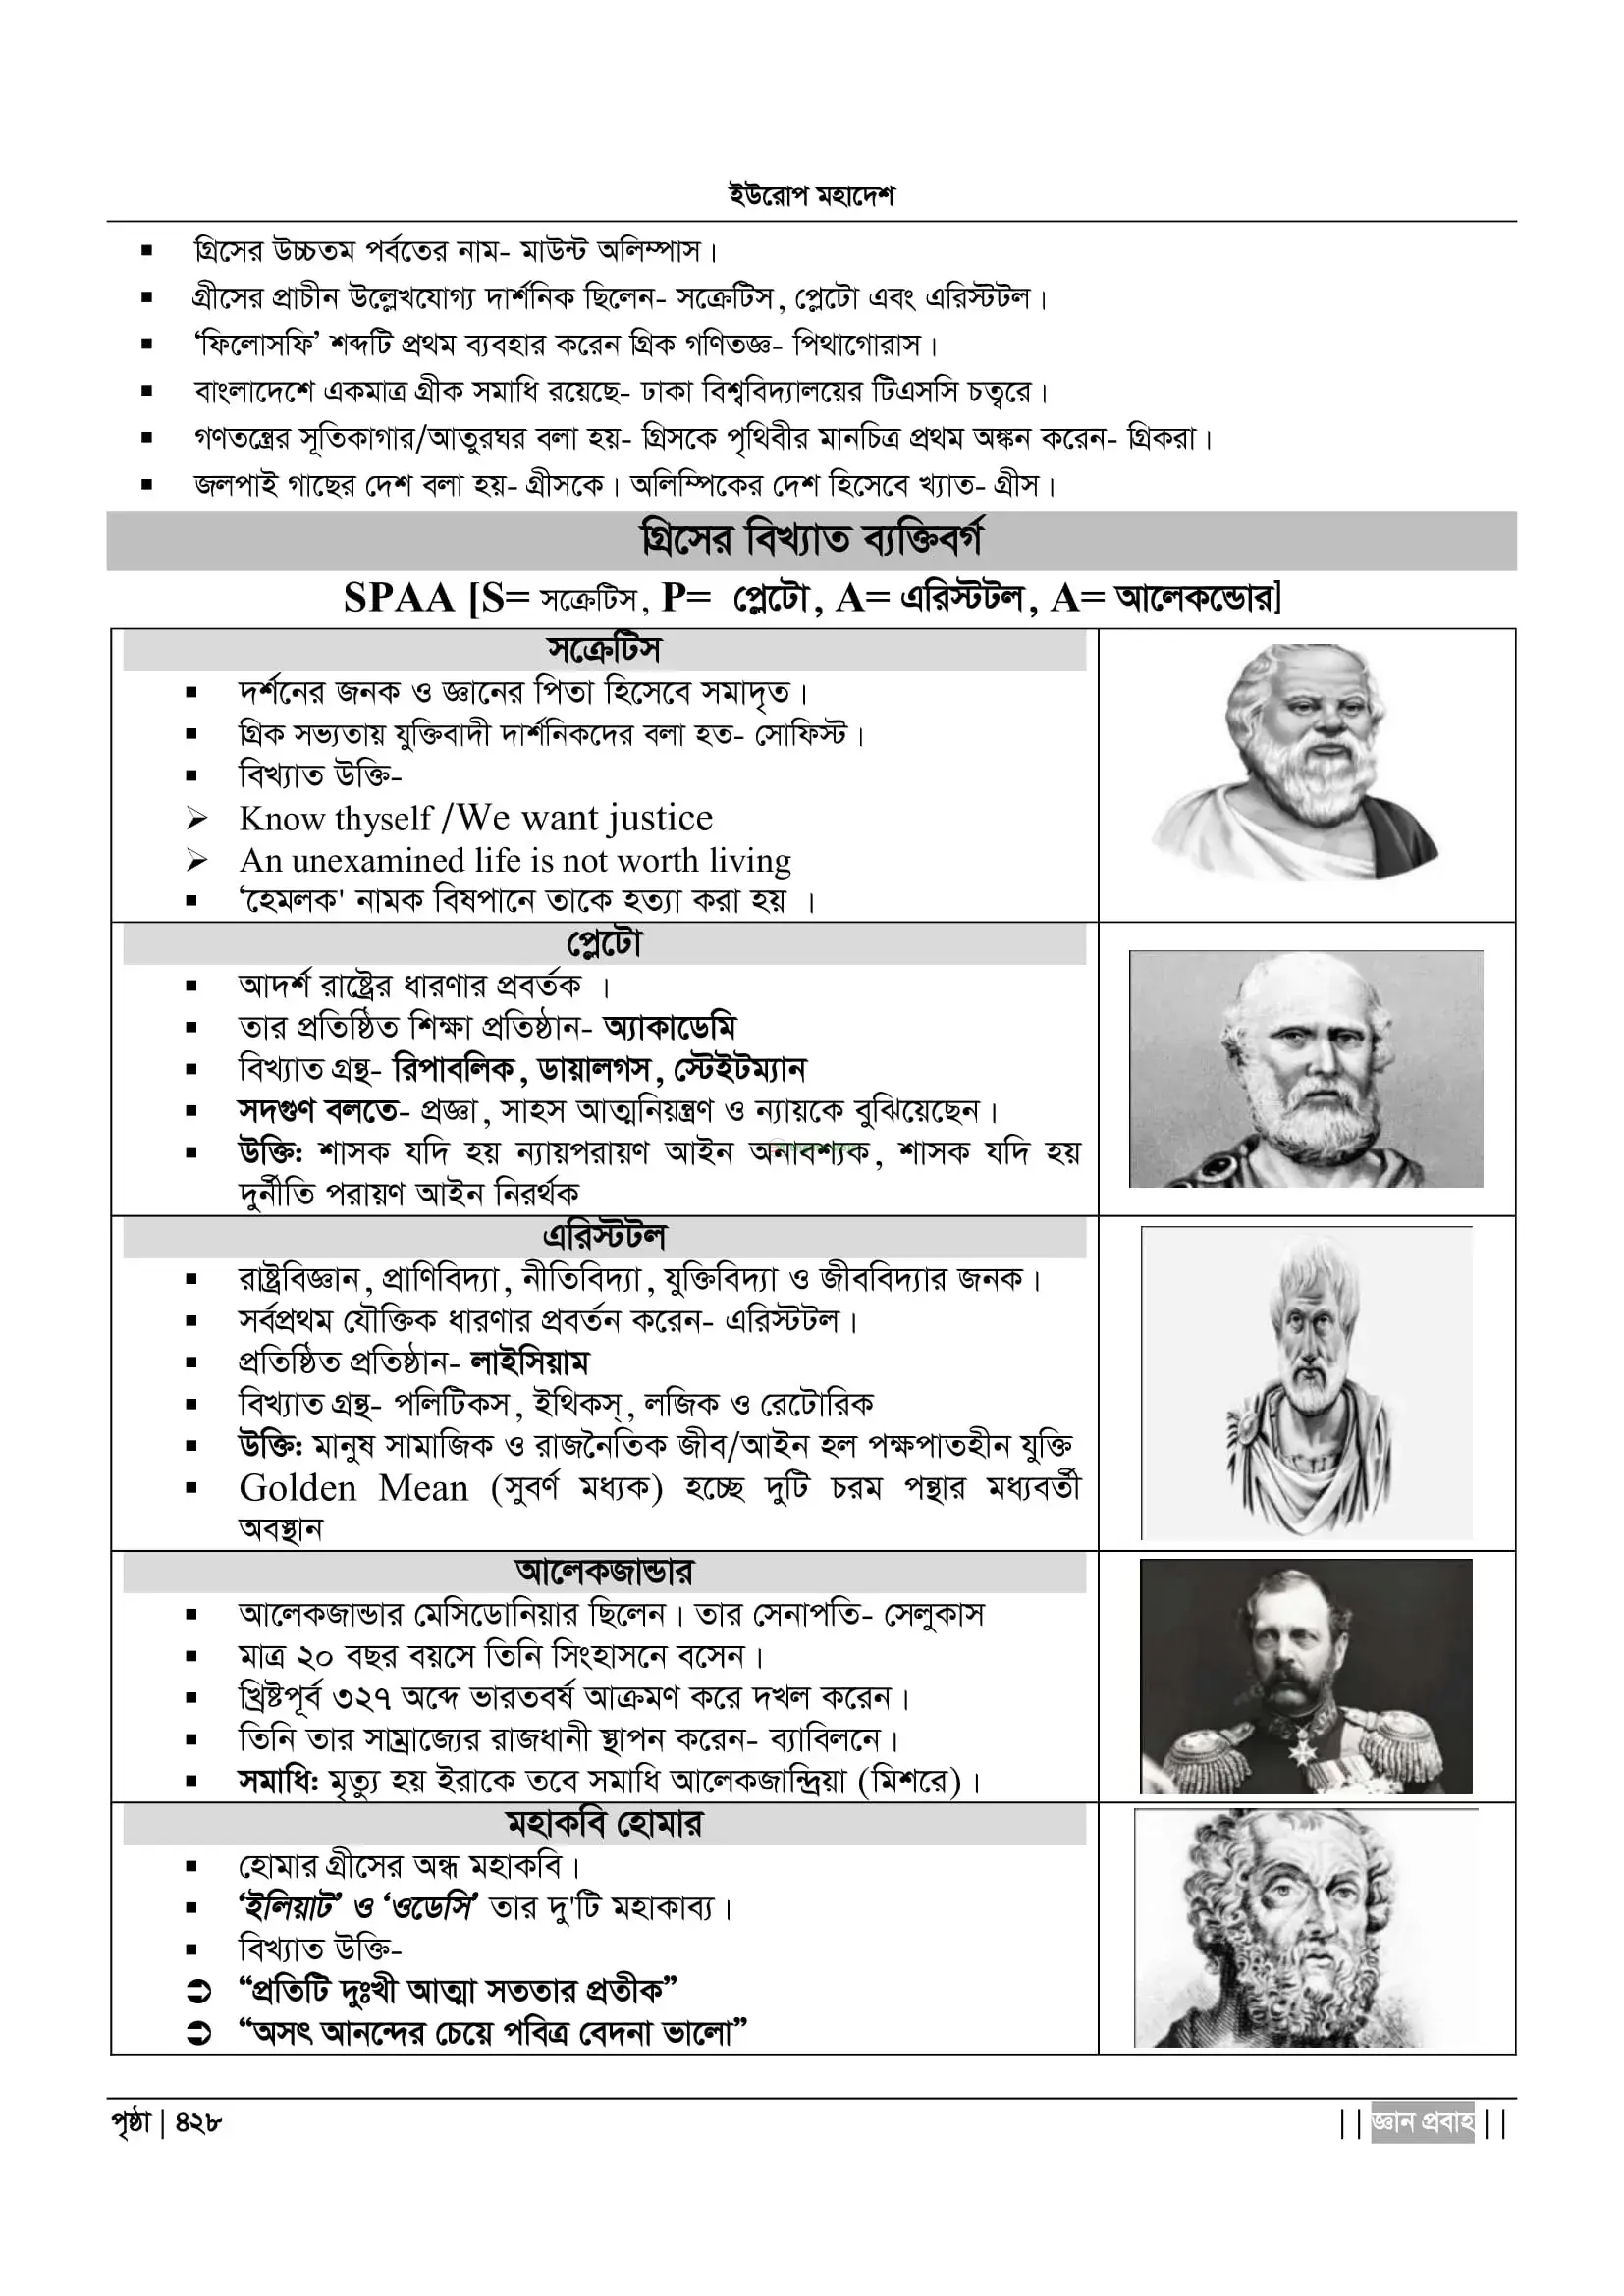 ইউরোপ মহাদেশ
▪ গ্রিসের উচ্চতম পর্বতের নাম- মাউন্ট অলিম্পাস।
▪ গ্রীসের প্রাচীন উল্লেখযোগ্য দার্শনিক ছিলেন- সক্রেটিস, প্লেটো এবং এরিস্টটল।
▪ ‘ফিলোসফি’ শব্দটি প্রথম ব্যবহার করেন গ্রিক গণিতজ্ঞ- পিথাগোরাস।
▪ বাংলাদেশে একমাত্র গ্রীক সমাধি রয়েছে- ঢাকা বিশ্ববিদ্যালয়ের টিএসসি চত্বরে।
▪ গণতন্ত্রের সূতিকাগার/আতুরঘর বলা হয়- গ্রিসকে পৃথিবীর মানচিত্র প্রথম অঙ্কন করেন- গ্রিকরা।
▪ জলপাই গাছের দেশ বলা হয়- গ্রীসকে। অলিম্পিকের দেশ হিসেবে খ্যাত- গ্রীস।
গ্রিসের বিখ্যাত ব্যক্তিবর্গ
SPAA [S= সক্রেটিস, P= প্লেটো, A= এরিস্টটল, A= আলেকন্ডোর]
সক্রেটিস
▪ দর্শনের জনক ও জ্ঞানের পিতা হিসেবে সমাদৃত।
▪ গ্রিক সভ্যতায় যুক্তিবাদী দার্শনিকদের বলা হত- সোফিস্ট।
▪ বিখ্যাত উক্তি-
➢ Know thyself /We want justice
➢ An unexamined life is not worth living
▪ ‘হেমলক' নামক বিষপানে তাকে হত্যা করা হয় ।
প্লেটো
▪ আদর্শ রাষ্ট্রের ধারণার প্রবর্তক ।
▪ তার প্রতিষ্ঠিত শিক্ষা প্রতিষ্ঠান- অ্যাকাডেমি
▪ বিখ্যাত গ্রন্থ- রিপাবলিক, ডায়ালগস, স্টেইটম্যান
▪ সদগুণ বলতে- প্রজ্ঞা, সাহস আত্মনিয়ন্ত্রণ ও ন্যায়কে বুঝিয়েছেন।
▪ উক্তি: শাসক যদি হয় ন্যায়পরায়ণ আইন অনাবশ্যক, শাসক যদি হয়
দুর্নীতি পরায়ণ আইন নিরর্থক
এরিস্টটল
▪ রাষ্ট্রবিজ্ঞান, প্রাণিবিদ্যা, নীতিবিদ্যা, যুক্তিবিদ্যা ও জীববিদ্যার জনক।
▪ সর্বপ্রথম যৌক্তিক ধারণার প্রবর্তন করেন- এরিস্টটল।
▪ প্রতিষ্ঠিত প্রতিষ্ঠান- লাইসিয়াম
▪ বিখ্যাত গ্রন্থ- পলিটিকস, ইথিকস্, লজিক ও রেটোরিক
▪ উক্তি: মানুষ সামাজিক ও রাজনৈতিক জীব/আইন হল পক্ষপাতহীন যুক্তি
▪ Golden Mean (সুবর্ণ মধ্যক) হচ্ছে দুটি চরম পন্থার মধ্যবর্তী
অবস্থান
আলেকজান্ডার
▪ আলেকজান্ডার মেসিডোনিয়ার ছিলেন। তার সেনাপতি- সেলুকাস
▪ মাত্র ২০ বছর বয়সে তিনি সিংহাসনে বসেন।
▪ খ্রিষ্টপূর্ব ৩২৭ অব্দে ভারতবর্ষ আক্রমণ করে দখল করেন।
▪ তিনি তার সাম্রাজ্যের রাজধানী স্থাপন করেন- ব্যাবিলনে।
▪ সমাধি: মৃত্যু হয় ইরাকে তবে সমাধি আলেকজান্দ্রিয়া (মিশরে)।
মহাকবি হোমার
▪ হোমার গ্রীসের অন্ধ মহাকবি।
▪ ‘ইলিয়াট’ ও ‘ওডেসি’ তার দু'টি মহাকাব্য।
▪ বিখ্যাত উক্তি-
➲ “প্রতিটি দুঃখী আত্মা সততার প্রতীক”
➲ “অসৎ আনন্দের চেয়ে পবিত্র বেদনা ভালো”
পৃষ্ঠা | ৪২৮
|| জ্ঞান প্রবাহ ||